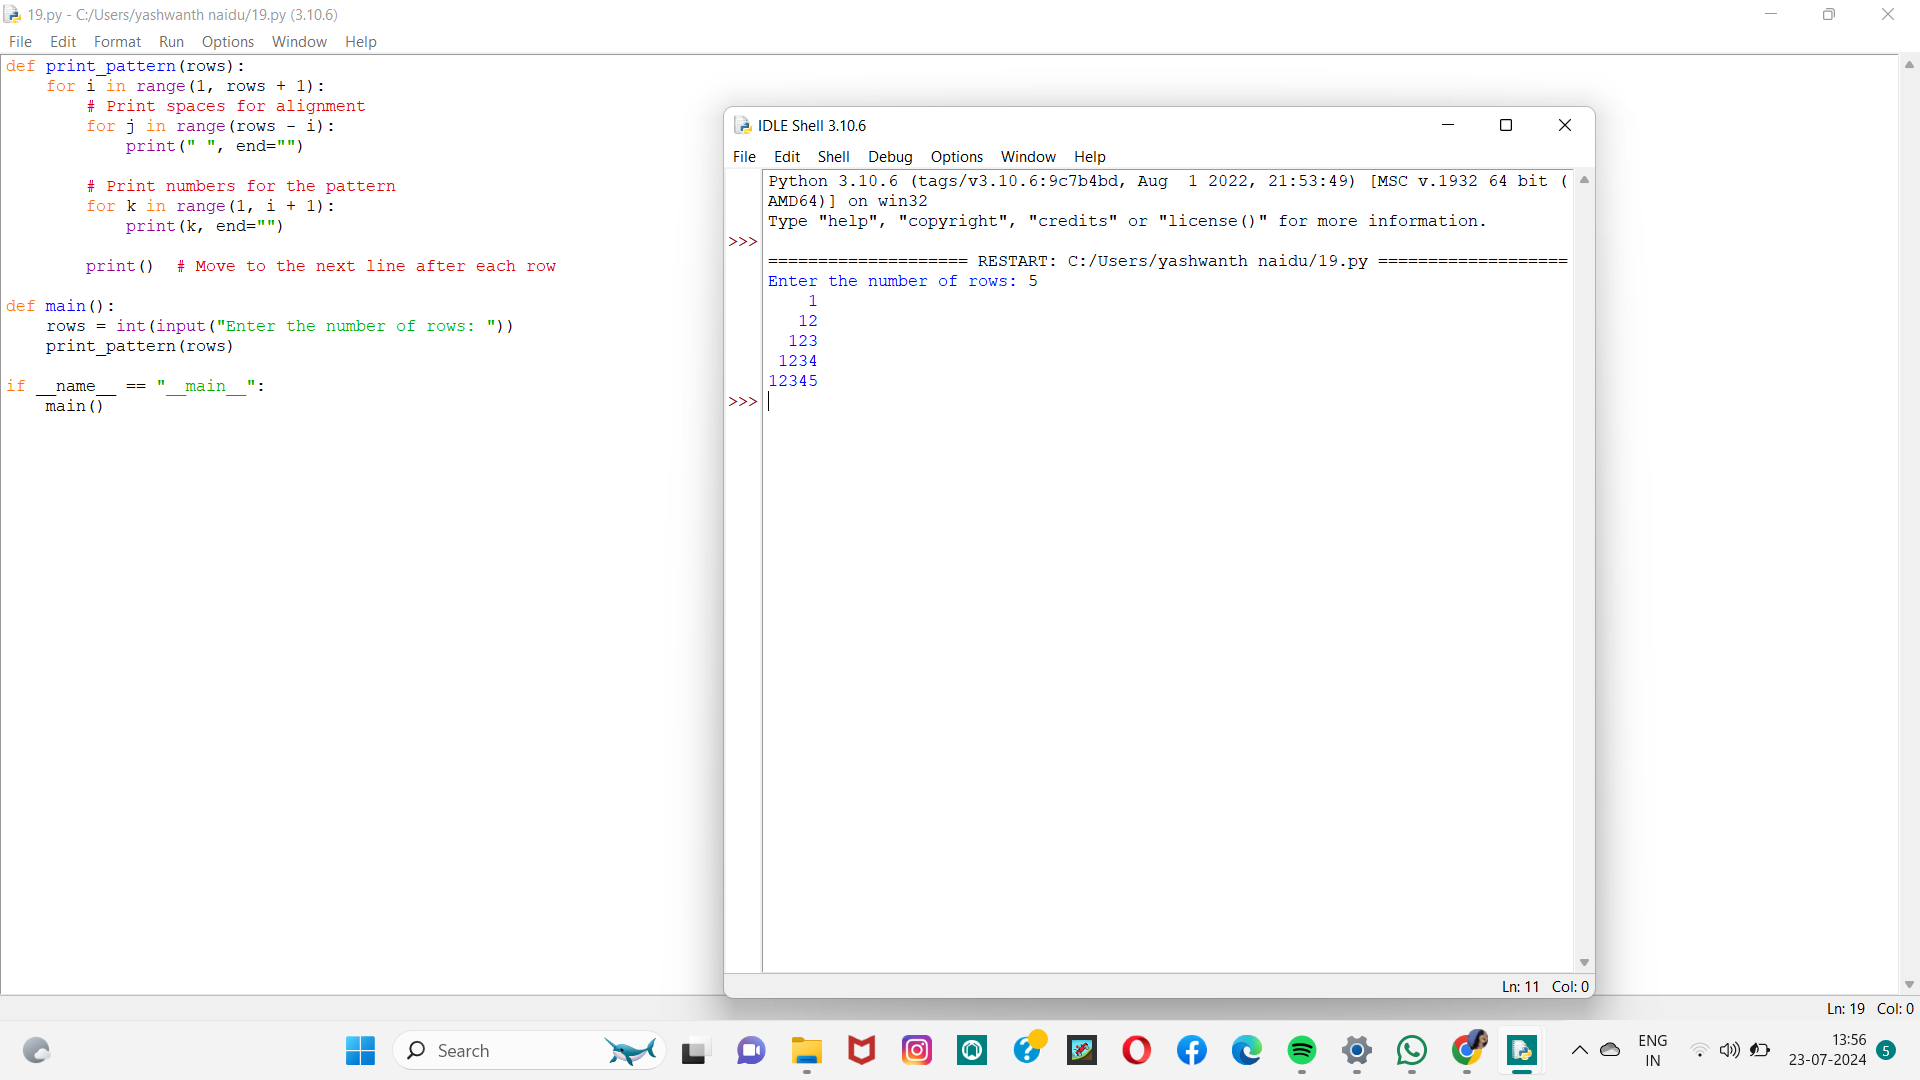 19.py - C:/Users/yashwanth naidu/19.py (3.10.6)
File Edit Format Run Options Window Help
def print_pattern(rows):
    for i in range(1, rows + 1):
        # Print spaces for alignment
        for j in range(rows - i):
            print(" ", end="")
        # Print numbers for the pattern
        for k in range(1, i + 1):
            print(k, end="")
        print()  # Move to the next line after each row
def main():
    rows = int(input("Enter the number of rows: "))
    print_pattern(rows)
if __name__ == "__main__":
    main()
IDLE Shell 3.10.6
File Edit Shell Debug Options Window Help
Python 3.10.6 (tags/v3.10.6:9c7b4bd, Aug  1 2022, 21:53:49) [MSC v.1932 64 bit (
AMD64)] on win32
Type "help", "copyright", "credits" or "license()" for more information.
>>>
==================== RESTART: C:/Users/yashwanth naidu/19.py ===================
Enter the number of rows: 5
    1
   12
  123
 1234
12345
>>>
Ln: 11 Col: 0
Ln: 19 Col: 0
Search
ENG
IN
13:56
23-07-2024
5